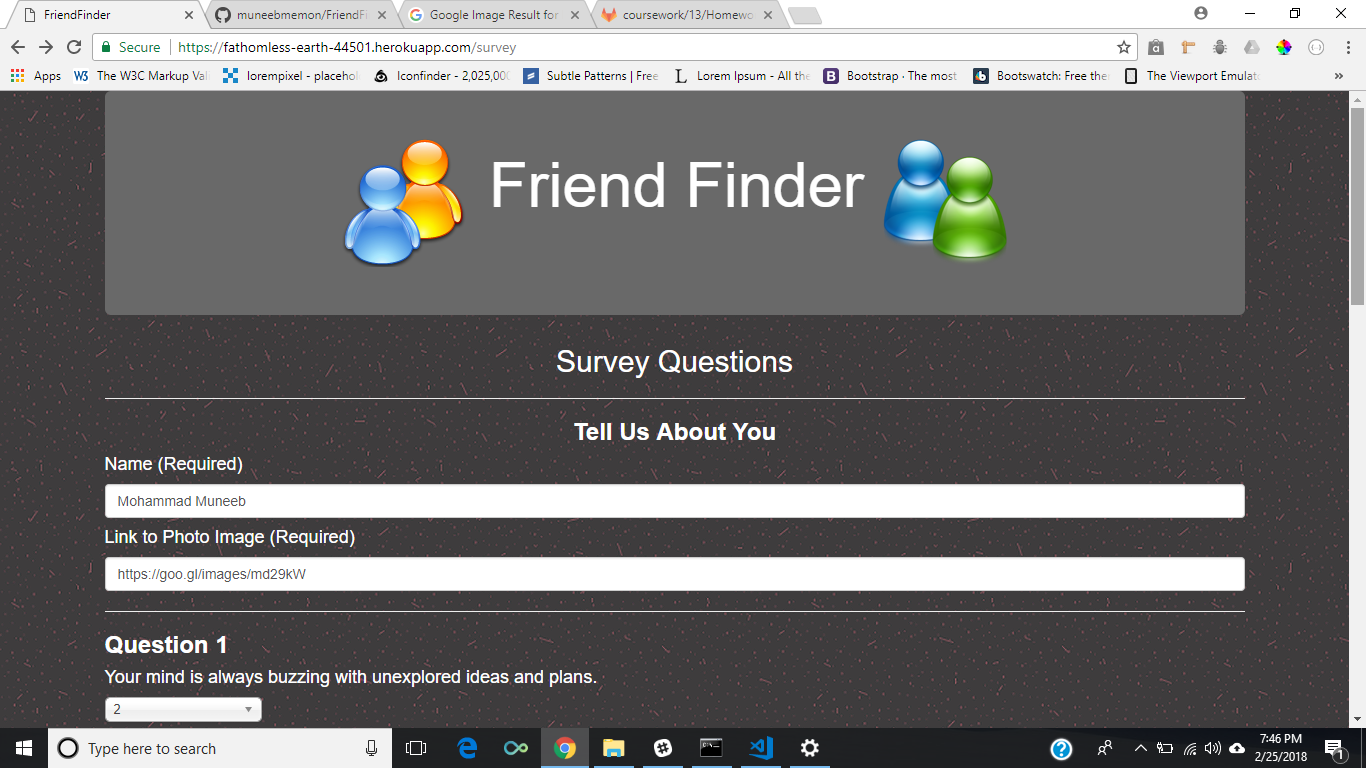 FriendFinder
muneebmemon/FriendFi
Google Image Result for
coursework/13/Homewo
Secure
https://fathomless-earth-44501.herokuapp.com/survey
Apps
W3 The W3C Markup Vali
lorempixel - placehol
Iconfinder - 2,025,000
Subtle Patterns | Free
L Lorem Ipsum - All the
B Bootstrap · The most
Bootswatch: Free the
The Viewport Emulato
»
Friend Finder
Survey Questions
Tell Us About You
Name (Required)
Mohammad Muneeb
Link to Photo Image (Required)
https://goo.gl/images/md29kW
Question 1
Your mind is always buzzing with unexplored ideas and plans.
2
Type here to search
7:46 PM
2/25/2018
1